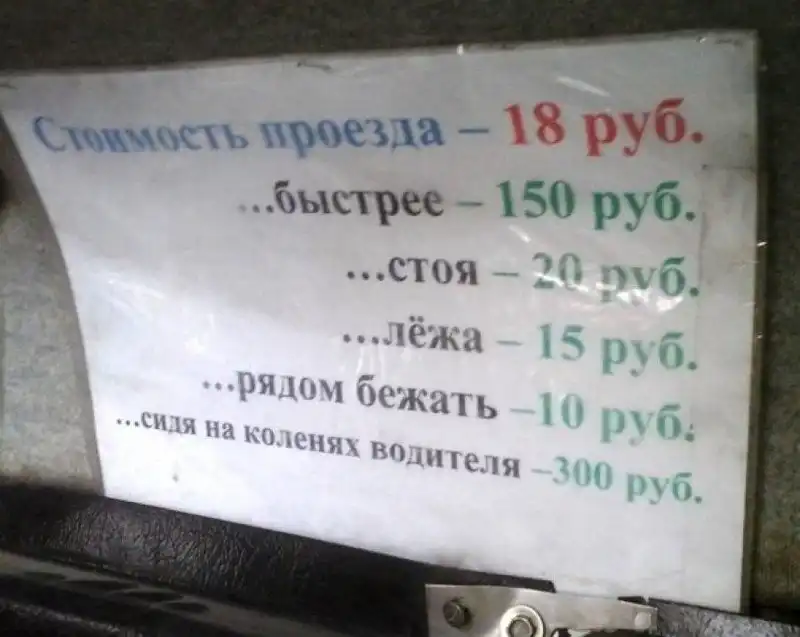 Стоимость проезда – 18 руб.
...быстрее – 150 руб.
...стоя – 20 руб.
...лёжа – 15 руб.
...рядом бежать –10 руб.
...сидя на коленях водителя –300 руб.